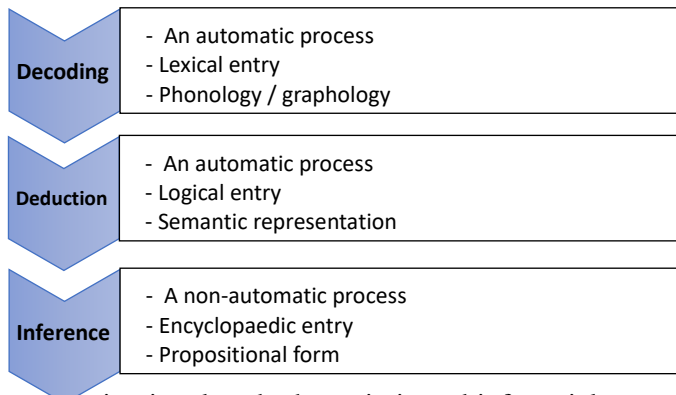 Decoding
- An automatic process
- Lexical entry
- Phonology / graphology
Deduction
- An automatic process
- Logical entry
- Semantic representation
Inference
- A non-automatic process
- Encyclopaedic entry
- Propositional form